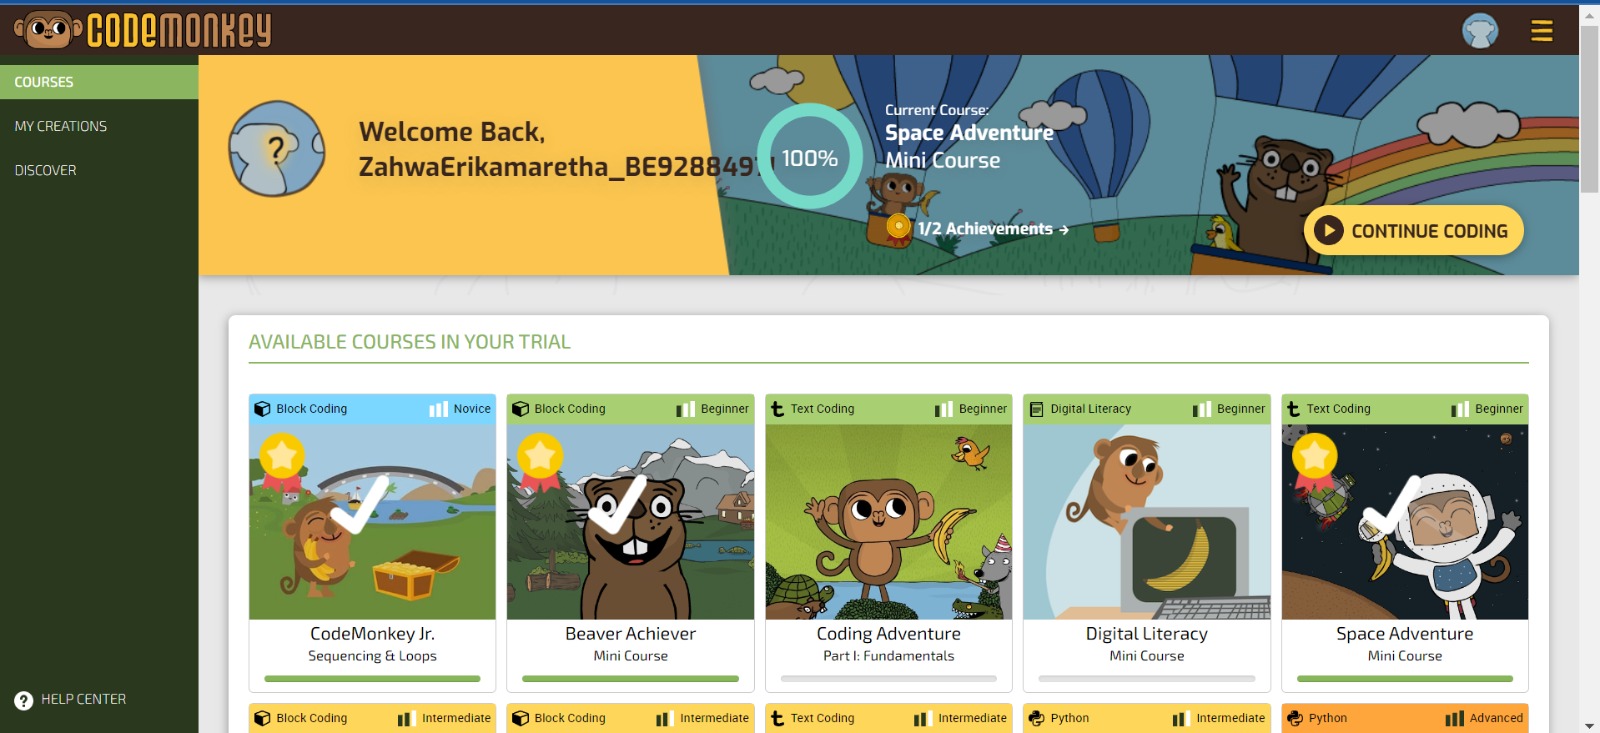 CODEMONKEY
COURSES
MY CREATIONS
DISCOVER
HELP CENTER
Welcome Back,
ZahwaErikamaretha_BE9288497
100%
Current Course:
Space Adventure
Mini Course
1/2 Achievements →
CONTINUE CODING
AVAILABLE COURSES IN YOUR TRIAL
Block Coding Novice
CodeMonkey Jr.
Sequencing & Loops
Block Coding Beginner
Beaver Achiever
Mini Course
Text Coding Beginner
Coding Adventure
Part I: Fundamentals
Digital Literacy Beginner
Digital Literacy
Mini Course
Text Coding Beginner
Space Adventure
Mini Course
Block Coding Intermediate
Block Coding Intermediate
Text Coding Intermediate
Python Intermediate
Python Advanced